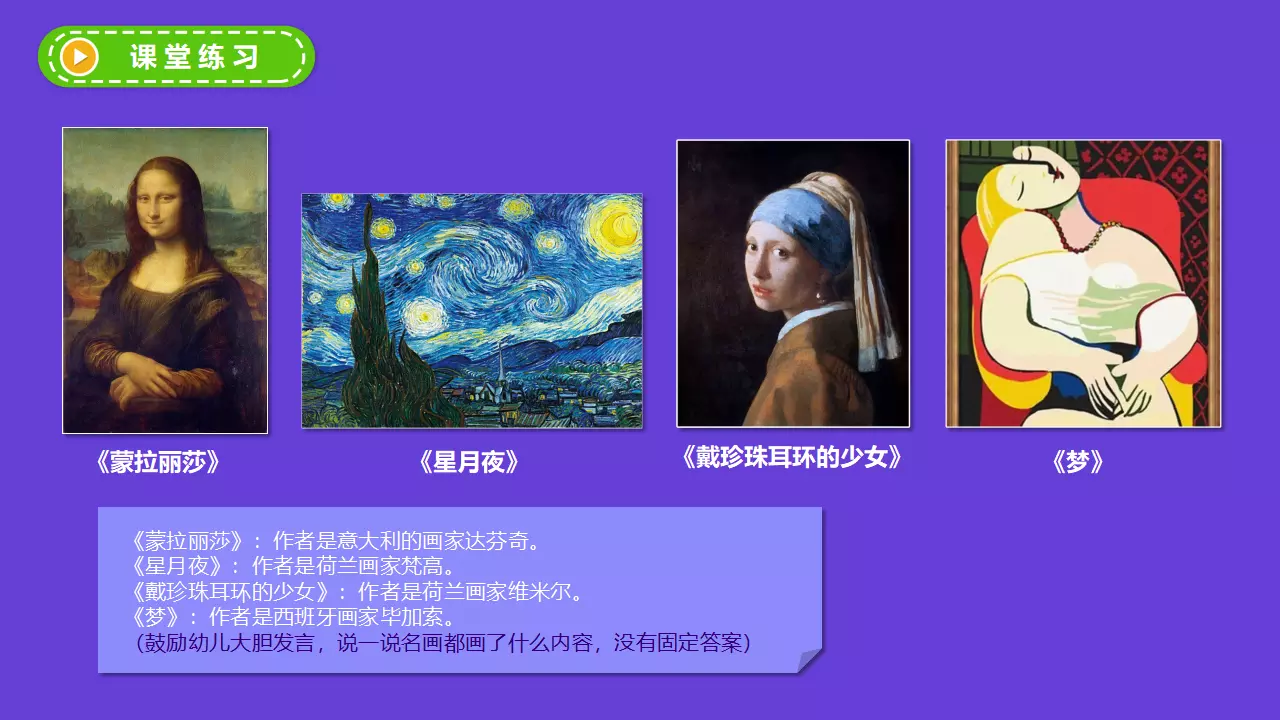 课堂练习
《蒙拉丽莎》
《星月夜》
《戴珍珠耳环的少女》
《梦》
《蒙拉丽莎》：作者是意大利的画家达芬奇。
《星月夜》：作者是荷兰画家梵高。
《戴珍珠耳环的少女》：作者是荷兰画家维米尔。
《梦》：作者是西班牙画家毕加索。
（鼓励幼儿大胆发言，说一说名画都画了什么内容，没有固定答案）